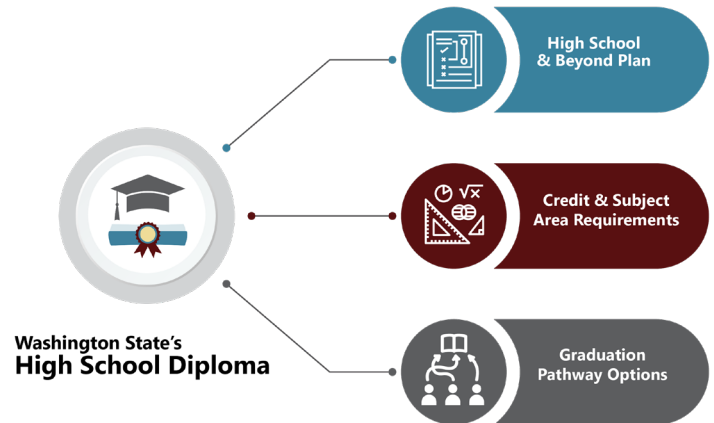 High School
& Beyond Plan
Credit & Subject
Area Requirements
Washington State's
High School Diploma
Graduation
Pathway Options